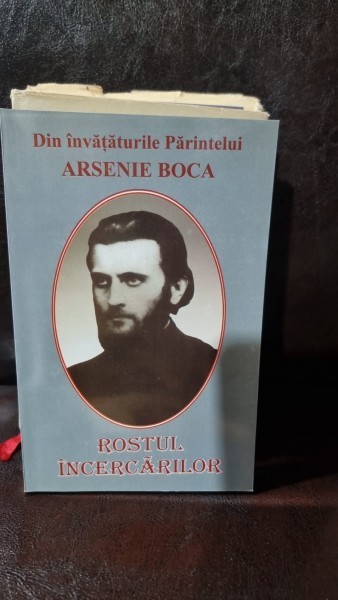 Din învățăturile Părintelui
ARSENIE BOCA
ROSTUL
ÎNCERCĂRILOR